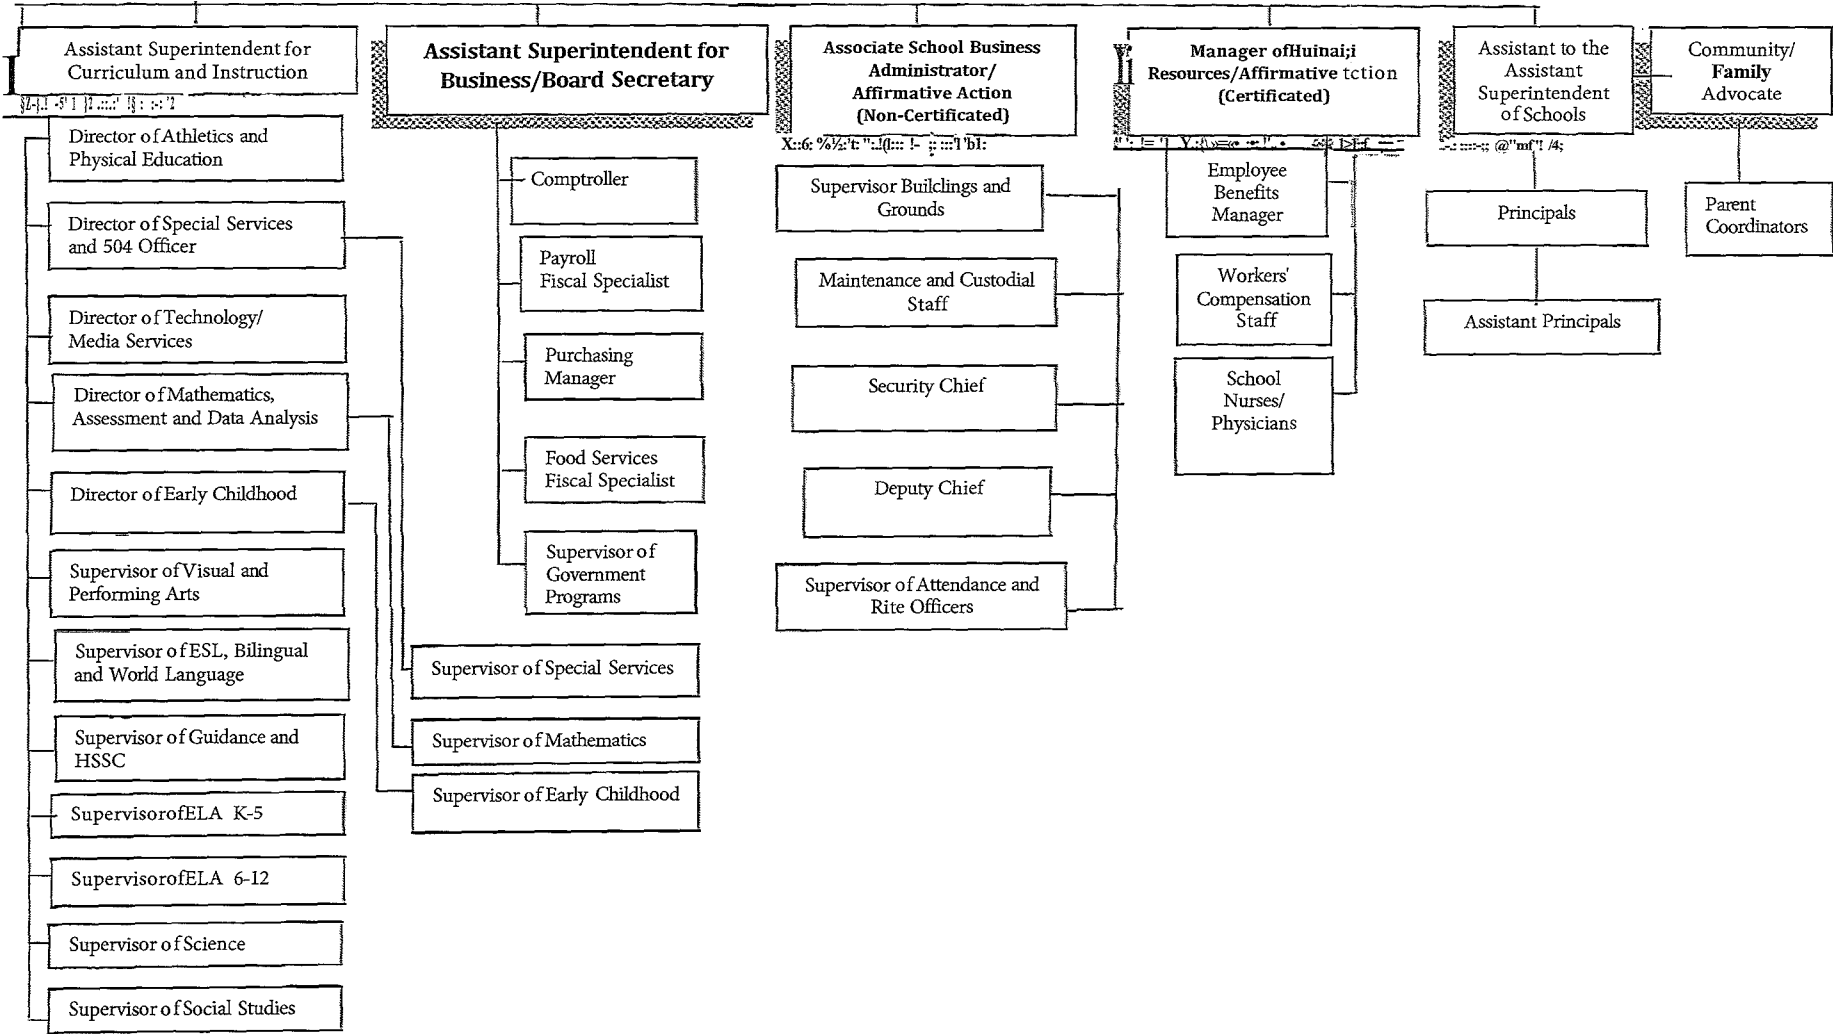 Assistant Superintendent for
Curriculum and Instruction
Director of Athletics and
Physical Education
Director of Special Services
and 504 Officer
Director of Technology/
Media Services
Director of Mathematics,
Assessment and Data Analysis
Director of Early Childhood
Supervisor of Visual and
Performing Arts
Supervisor of ESL, Bilingual
and World Language
Supervisor of Guidance and
HSSC
SupervisorofELA K-5
SupervisorofELA 6-12
Supervisor of Science
Supervisor of Social Studies
Supervisor of Special Services
Supervisor of Mathematics
Supervisor of Early Childhood
Assistant Superintendent for
Business/Board Secretary
Comptroller
Payroll
Fiscal Specialist
Purchasing
Manager
Food Services
Fiscal Specialist
Supervisor of
Government
Programs
Associate School Business
Administrator/
Affirmative Action
(Non-Certificated)
Supervisor Builclings and
Grounds
Maintenance and Custodial
Staff
Security Chief
Deputy Chief
Supervisor of Attendance and
Rite Officers
Manager ofHuinai;i
Resources/Affirmative tction
(Certificated)
Employee
Benefits
Manager
Workers'
Compensation
Staff
School
Nurses/
Physicians
Assistant to the
Assistant
Superintendent
of Schools
Principals
Assistant Principals
Community/
Family
Advocate
Parent
Coordinators